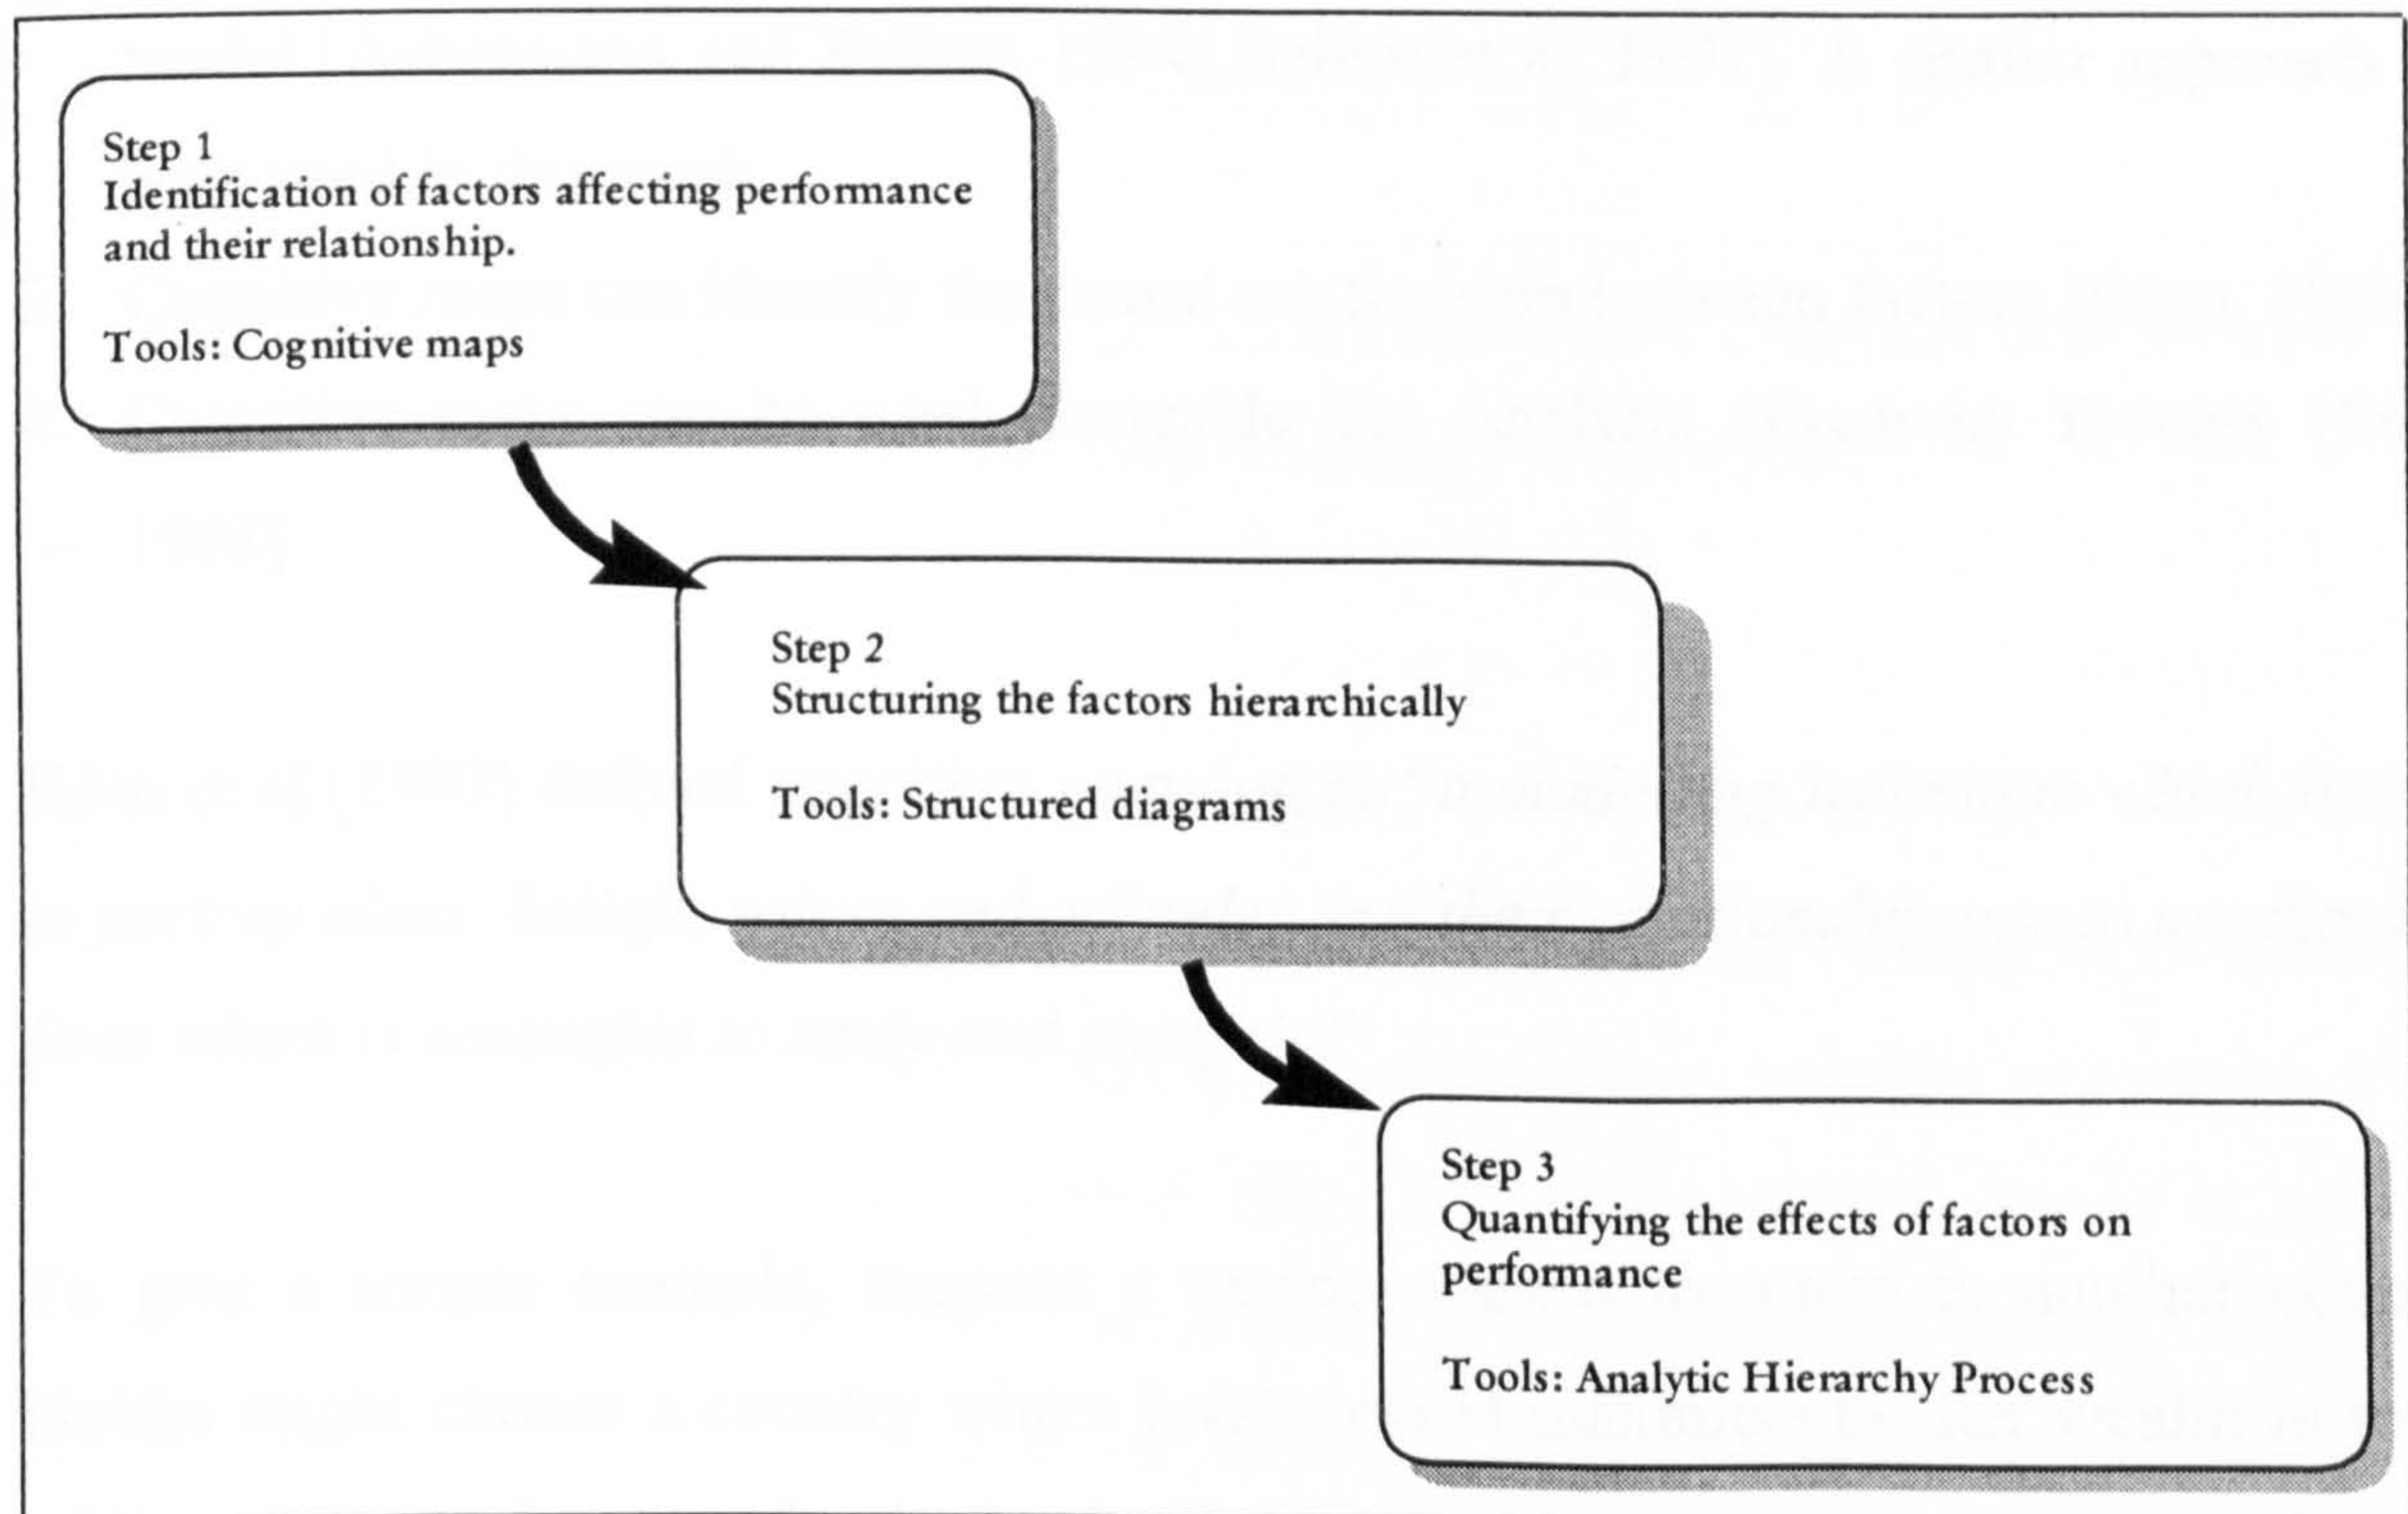 Step 1
Identification of factors affecting performance
and their relationship.
Tools: Cognitive maps
Step 2
Structuring the factors hierarchically
Tools: Structured diagrams
Step 3
Quantifying the effects of factors on
performance
Tools: Analytic Hierarchy Process